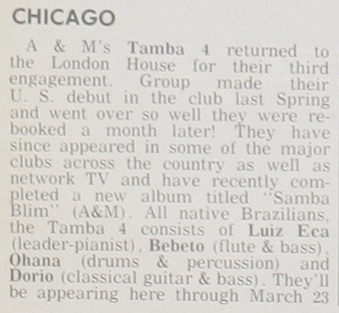 CHICAGO
A & M's Tamba 4 returned to
the London House for their third
engagement. Group made their
U. S. debut in the club last Spring
and went over so well they were re-
booked a month later! They have
since appeared in some of the major
clubs across the country as well as
network TV and have recently com-
pleted a new album titled "Samba
Blim" (A&M). All native Brazilians,
the Tamba 4 consists of Luiz Eca
(leader-pianist), Bebeto (flute & bass),
Ohana (drums & percussion) and
Dorio (classical guitar & bass). They'll
be appearing here through March 23